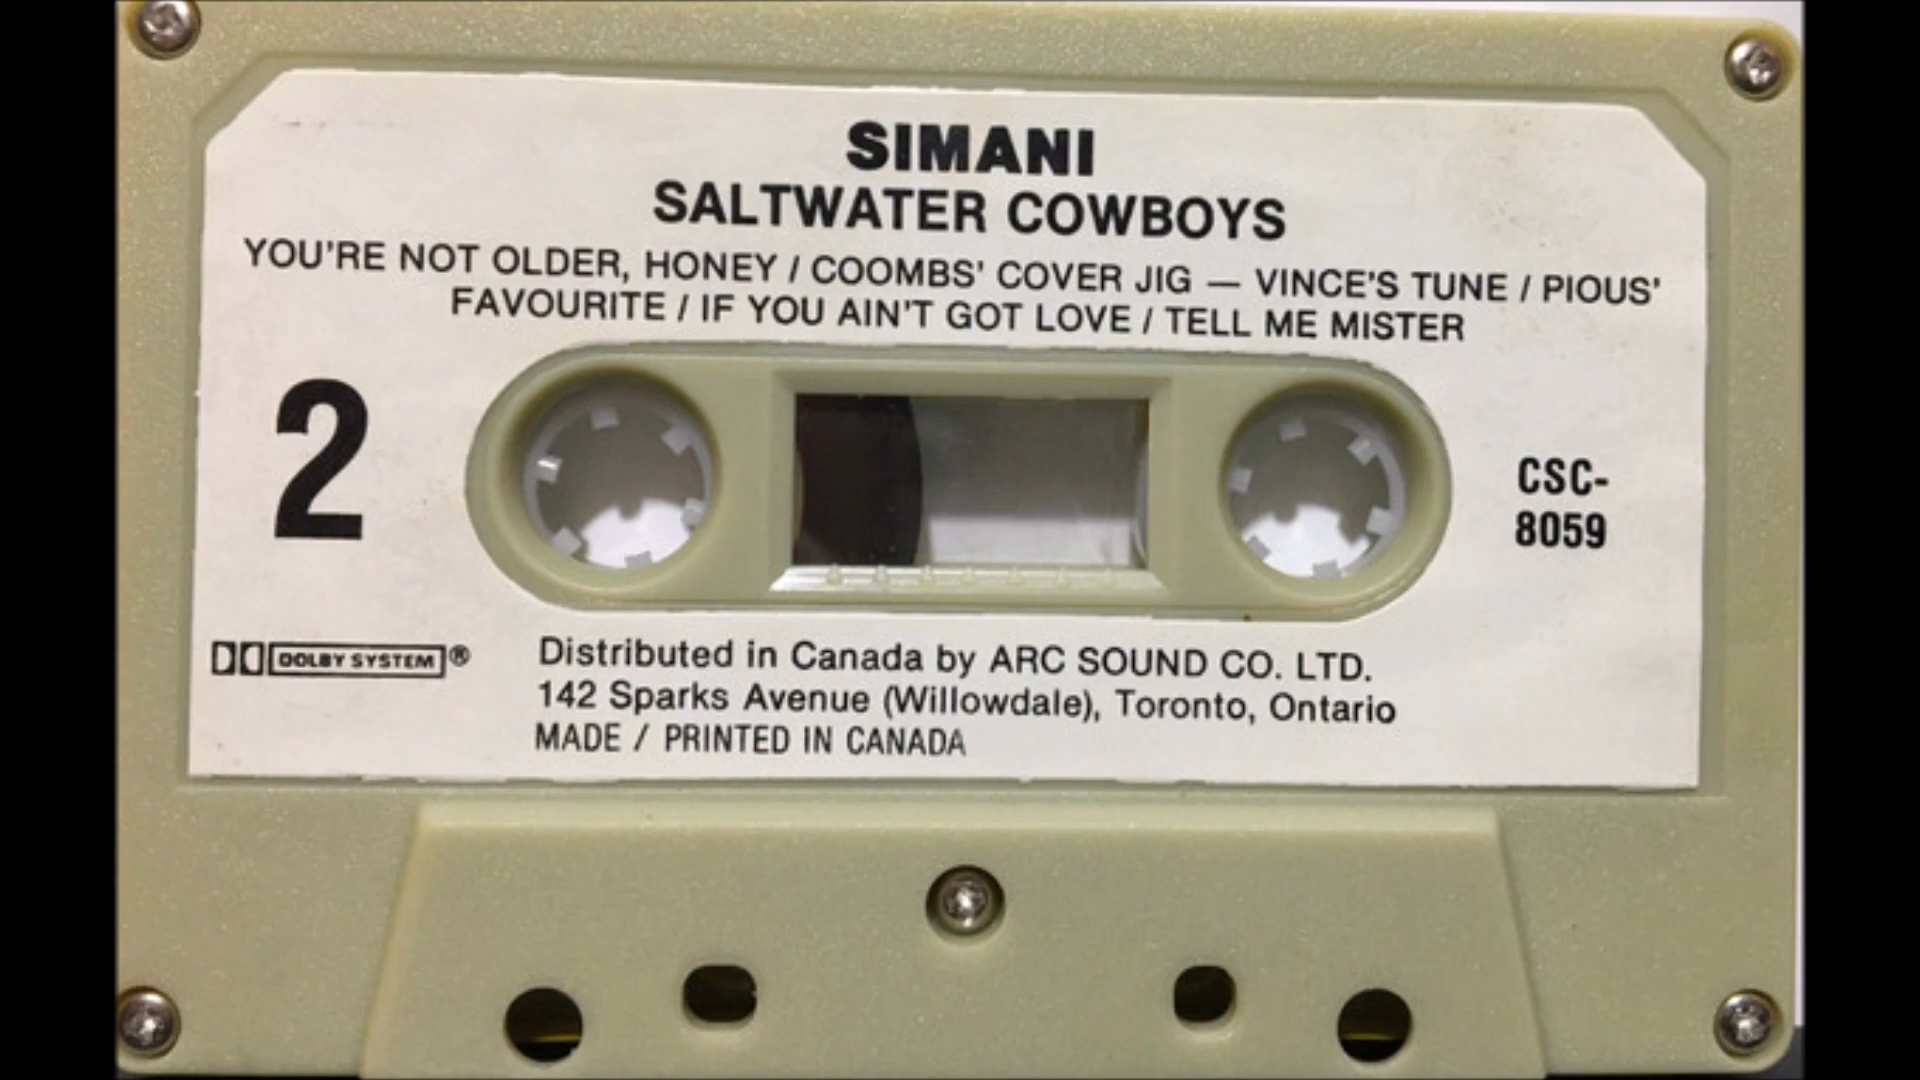 SIMANI
SALTWATER COWBOYS
YOU'RE NOT OLDER, HONEY / COOMBS' COVER JIG — VINCE'S TUNE / PIOUS'
FAVOURITE / IF YOU AIN'T GOT LOVE / TELL ME MISTER
2
CSC-
8059
DOLBY SYSTEM®
Distributed in Canada by ARC SOUND CO. LTD.
142 Sparks Avenue (Willowdale), Toronto, Ontario
MADE / PRINTED IN CANADA